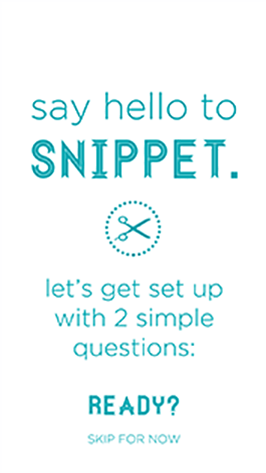 say hello to
SNIPPET.
let's get set up
with 2 simple
questions:
READY?
SKIP FOR NOW